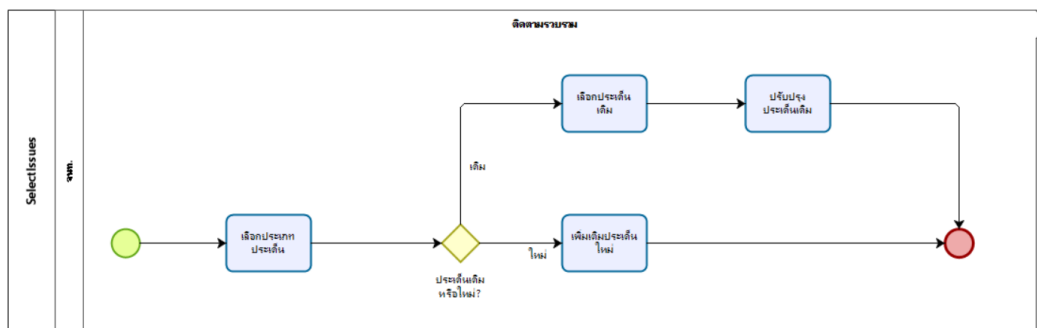 ติดตามรวบรวม
SelectIssues
จนท.
เลือกประเด็น
เดิม
ปรับปรุง
ประเด็นเดิม
เดิม
เลือกประเภท
ประเด็น
เพิ่มเติมประเด็น
ใหม่
ใหม่
ประเด็นเดิม
หรือใหม่?